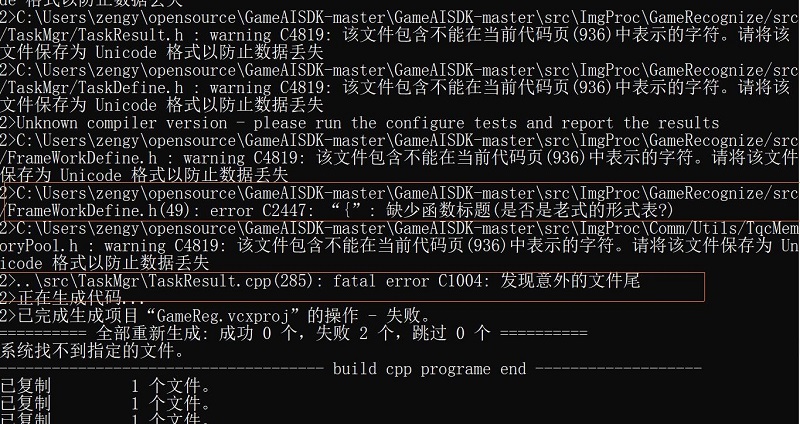 de 格式以防止数据丢失
2>C:\Users\zengy\opensource\GameAISDK-master\GameAISDK-master\src\ImgProc\GameRecognize/src
/TaskMgr/TaskResult.h : warning C4819: 该文件包含不能在当前代码页(936)中表示的字符。请将该
文件保存为 Unicode 格式以防止数据丢失
2>C:\Users\zengy\opensource\GameAISDK-master\GameAISDK-master\src\ImgProc\GameRecognize/src
/TaskMgr/TaskDefine.h : warning C4819: 该文件包含不能在当前代码页(936)中表示的字符。请将该
文件保存为 Unicode 格式以防止数据丢失
2>Unknown compiler version - please run the configure tests and report the results
2>C:\Users\zengy\opensource\GameAISDK-master\GameAISDK-master\src\ImgProc\GameRecognize/src
/FrameWorkDefine.h : warning C4819: 该文件包含不能在当前代码页(936)中表示的字符。请将该文件
保存为 Unicode 格式以防止数据丢失
2>C:\Users\zengy\opensource\GameAISDK-master\GameAISDK-master\src\ImgProc\GameRecognize/src
/FrameWorkDefine.h(49): error C2447: “{”: 缺少函数标题(是否是老式的形式表?)
2>C:\Users\zengy\opensource\GameAISDK-master\GameAISDK-master\src\ImgProc\Comm/Utils/TqcMem
oryPool.h : warning C4819: 该文件包含不能在当前代码页(936)中表示的字符。请将该文件保存为 Un
icode 格式以防止数据丢失
2>..\src\TaskMgr\TaskResult.cpp(285): fatal error C1004: 发现意外的文件尾
2>正在生成代码...
2>已完成生成项目“GameReg.vcxproj”的操作 - 失败。
========== 全部重新生成: 成功 0 个，失败 2 个，跳过 0 个 ==========
系统找不到指定的文件。
----------------------------------- build cpp programe end ------------------
已复制         1 个文件。
已复制         1 个文件。
已复制         1 个文件。